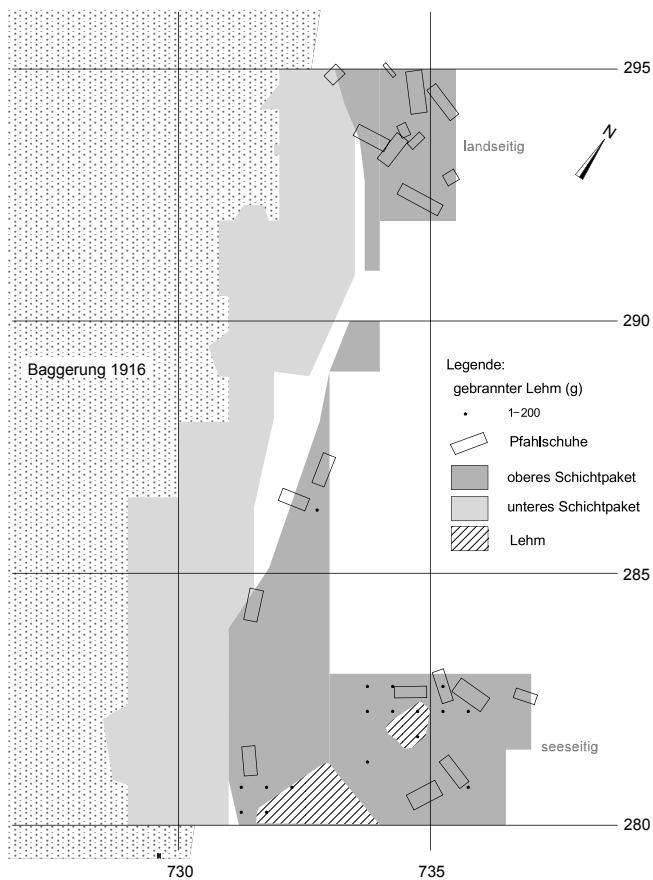 295
N
landseitig
290
Baggerung 1916
Legende:
gebrannter Lehm (g)
1–200
Pfahlschuhe
oberes Schichtpaket
unteres Schichtpaket
Lehm
285
seeseitig
280
730
735